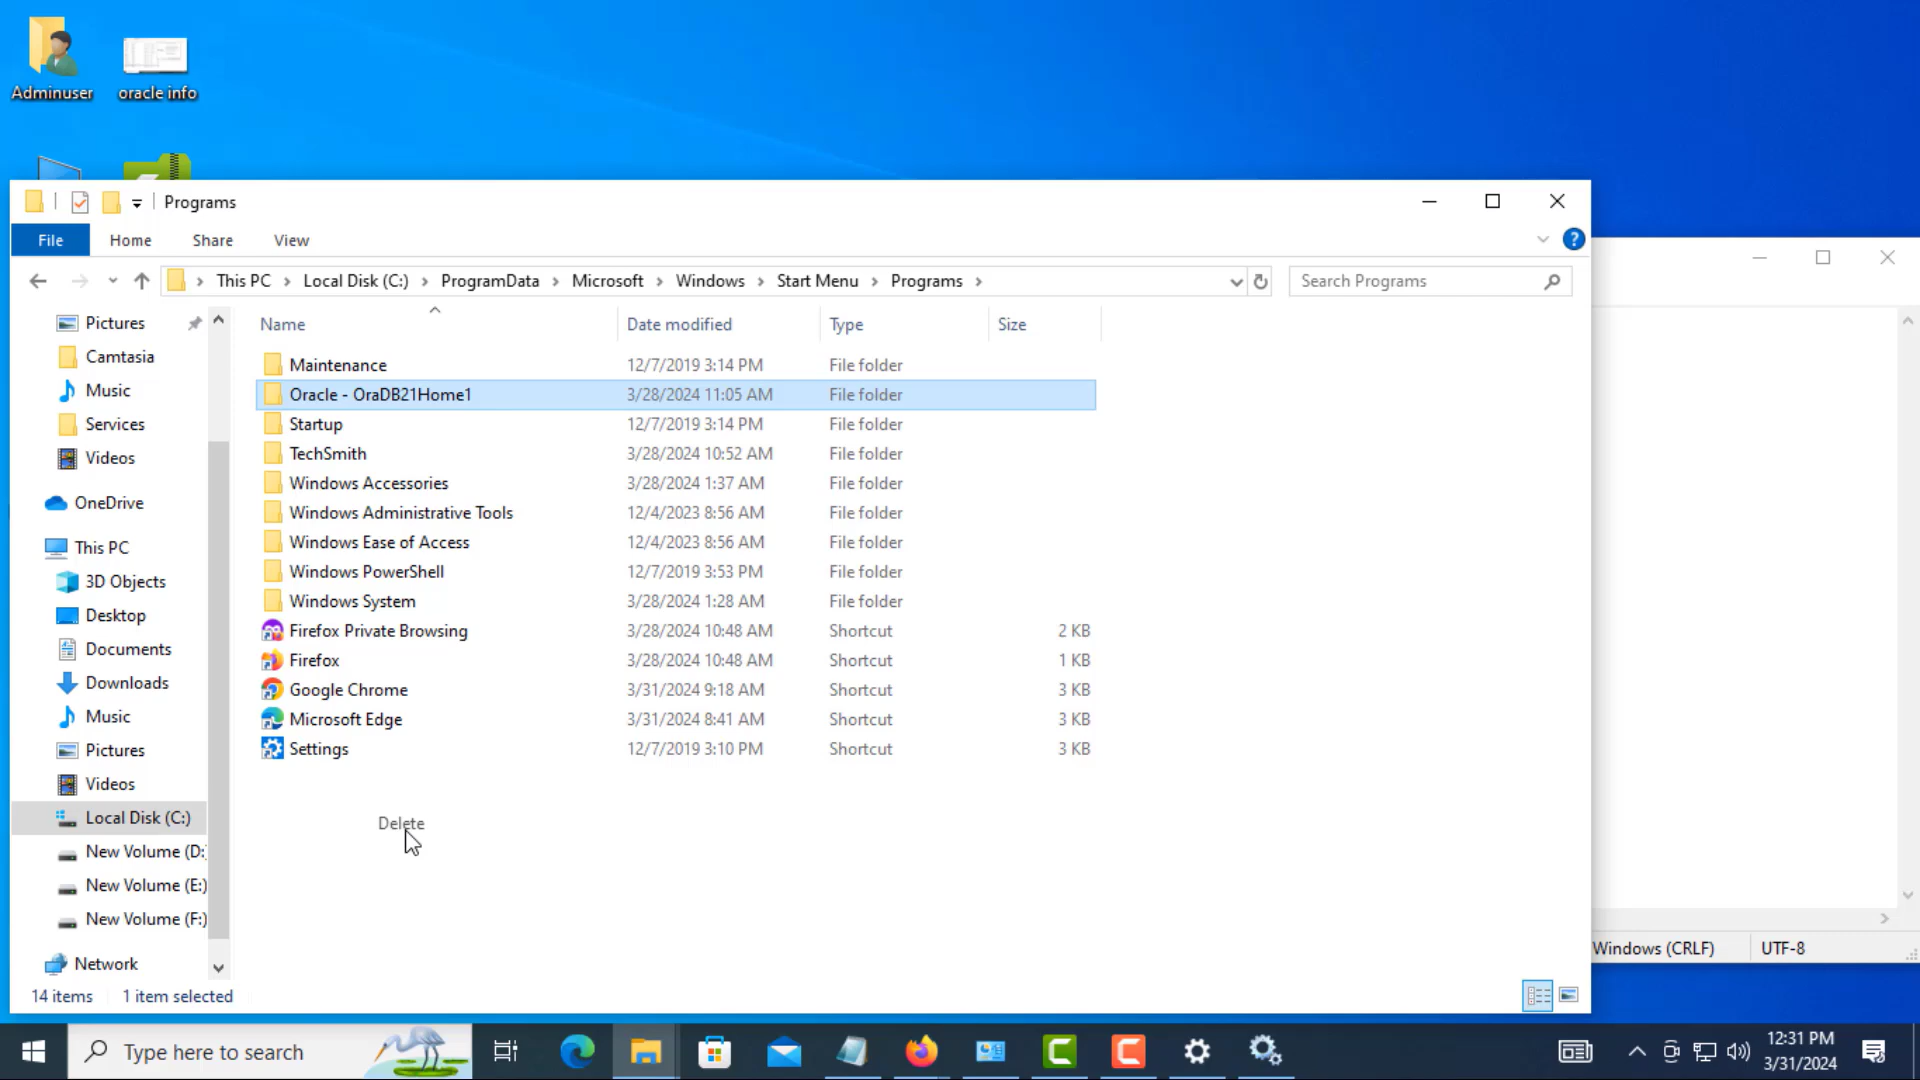 Adminuser
oracle info
Programs
File Home Share View
This PC Local Disk (C:) ProgramData Microsoft Windows Start Menu Programs
Search Programs
Name Date modified Type Size
Maintenance 12/7/2019 3:14 PM File folder
Oracle - OraDB21Home1 3/28/2024 11:05 AM File folder
Startup 12/7/2019 3:14 PM File folder
TechSmith 3/28/2024 10:52 AM File folder
Windows Accessories 3/28/2024 1:37 AM File folder
Windows Administrative Tools 12/4/2023 8:56 AM File folder
Windows Ease of Access 12/4/2023 8:56 AM File folder
Windows PowerShell 12/7/2019 3:53 PM File folder
Windows System 3/28/2024 1:28 AM File folder
Firefox Private Browsing 3/28/2024 10:48 AM Shortcut 2 KB
Firefox 3/28/2024 10:48 AM Shortcut 1 KB
Google Chrome 3/31/2024 9:18 AM Shortcut 3 KB
Microsoft Edge 3/31/2024 8:41 AM Shortcut 3 KB
Settings 12/7/2019 3:10 PM Shortcut 3 KB
Delete
Pictures
Camtasia
Music
Services
Videos
OneDrive
This PC
3D Objects
Desktop
Documents
Downloads
Music
Pictures
Videos
Local Disk (C:)
New Volume (D:
New Volume (E:)
New Volume (F:)
Network
14 items 1 item selected
Windows (CRLF) UTF-8
Type here to search
12:31 PM
3/31/2024